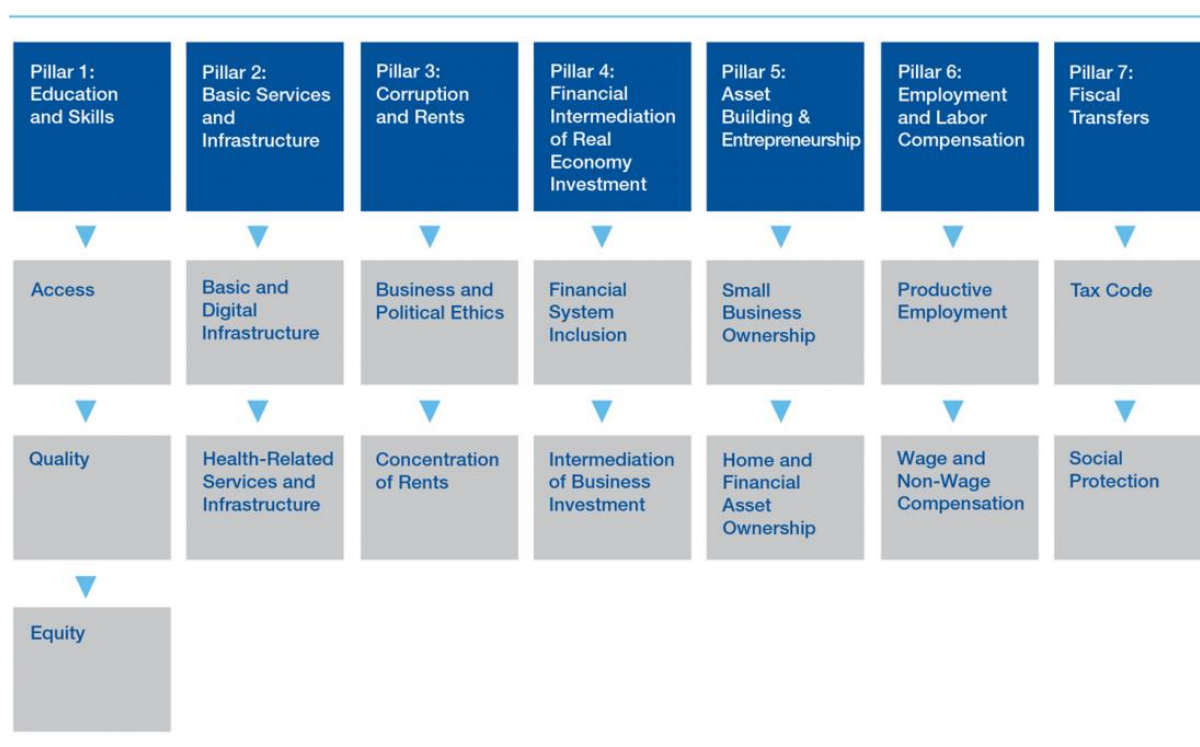 Pillar 1:
Education
and Skills
Pillar 2:
Basic Services
and
Infrastructure
Pillar 3:
Corruption
and Rents
Pillar 4:
Financial
Intermediation
of Real
Economy
Investment
Pillar 5:
Asset
Building &
Entrepreneurship
Pillar 6:
Employment
and Labor
Compensation
Pillar 7:
Fiscal
Transfers
Access
Basic and
Digital
Infrastructure
Business and
Political Ethics
Financial
System
Inclusion
Small
Business
Ownership
Productive
Employment
Tax Code
Quality
Health-Related
Services and
Infrastructure
Concentration
of Rents
Intermediation
of Business
Investment
Home and
Financial
Asset
Ownership
Wage and
Non-Wage
Compensation
Social
Protection
Equity